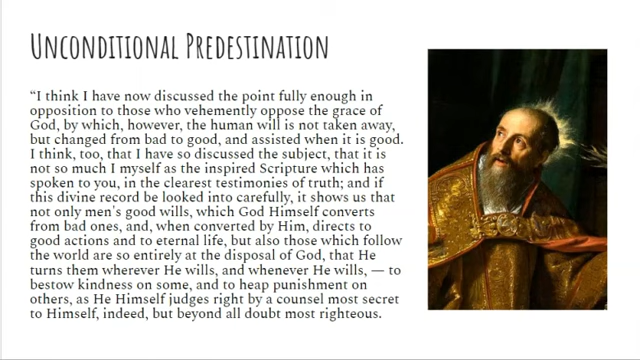 Unconditional Predestination
“I think I have now discussed the point fully enough in
opposition to those who vehemently oppose the grace of
God, by which, however, the human will is not taken away,
but changed from bad to good, and assisted when it is good.
I think, too, that I have so discussed the subject, that it is
not so much I myself as the inspired Scripture which has
spoken to you, in the clearest testimonies of truth; and if
this divine record be looked into carefully, it shows us that
not only men's good wills, which God Himself converts
from bad ones, and, when converted by Him, directs to
good actions and to eternal life, but also those which follow
the world are so entirely at the disposal of God, that He
turns them wherever He wills, and whenever He wills, — to
bestow kindness on some, and to heap punishment on
others, as He Himself judges right by a counsel most secret
to Himself, indeed, but beyond all doubt most righteous.